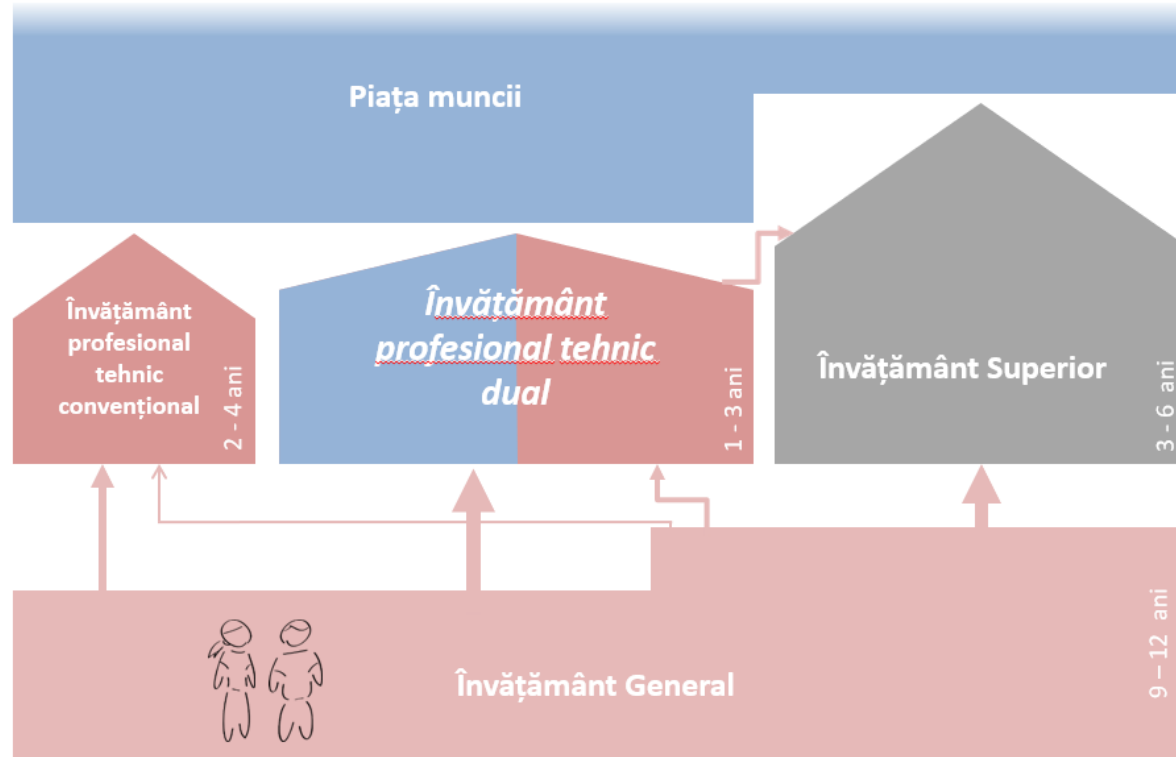 Piața muncii
Învățământ
profesional
tehnic
convențional
2 - 4 ani
Învățământ
profesional tehnic
dual
1 - 3 ani
Învățământ Superior
3 - 6 ani
Învățământ General
9 – 12 ani